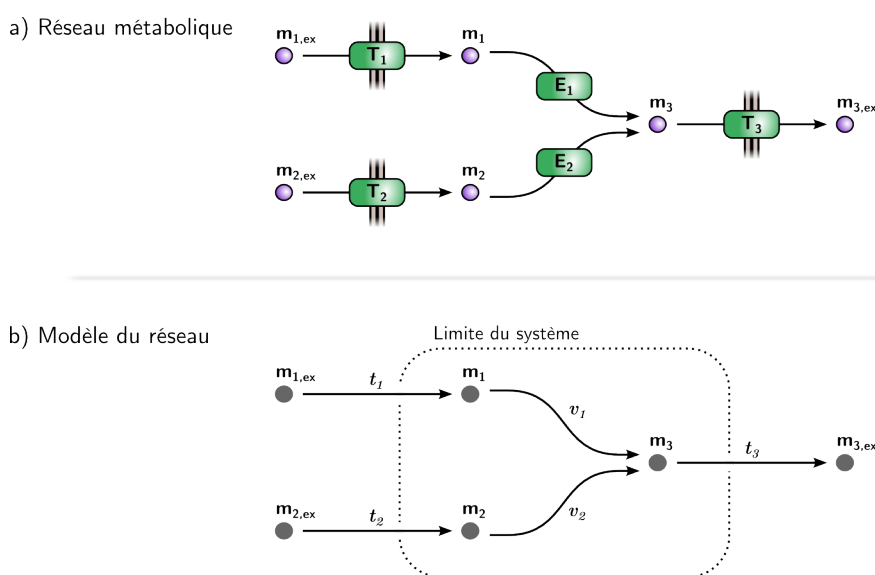 a) Réseau métabolique
m1,ex T1 m1
E1
m3 T3 m3,ex
m2,ex T2 m2
E2
b) Modèle du réseau
Limite du système
m1,ex t1 m1
v1
m3 t3 m3,ex
m2,ex t2 m2
v2